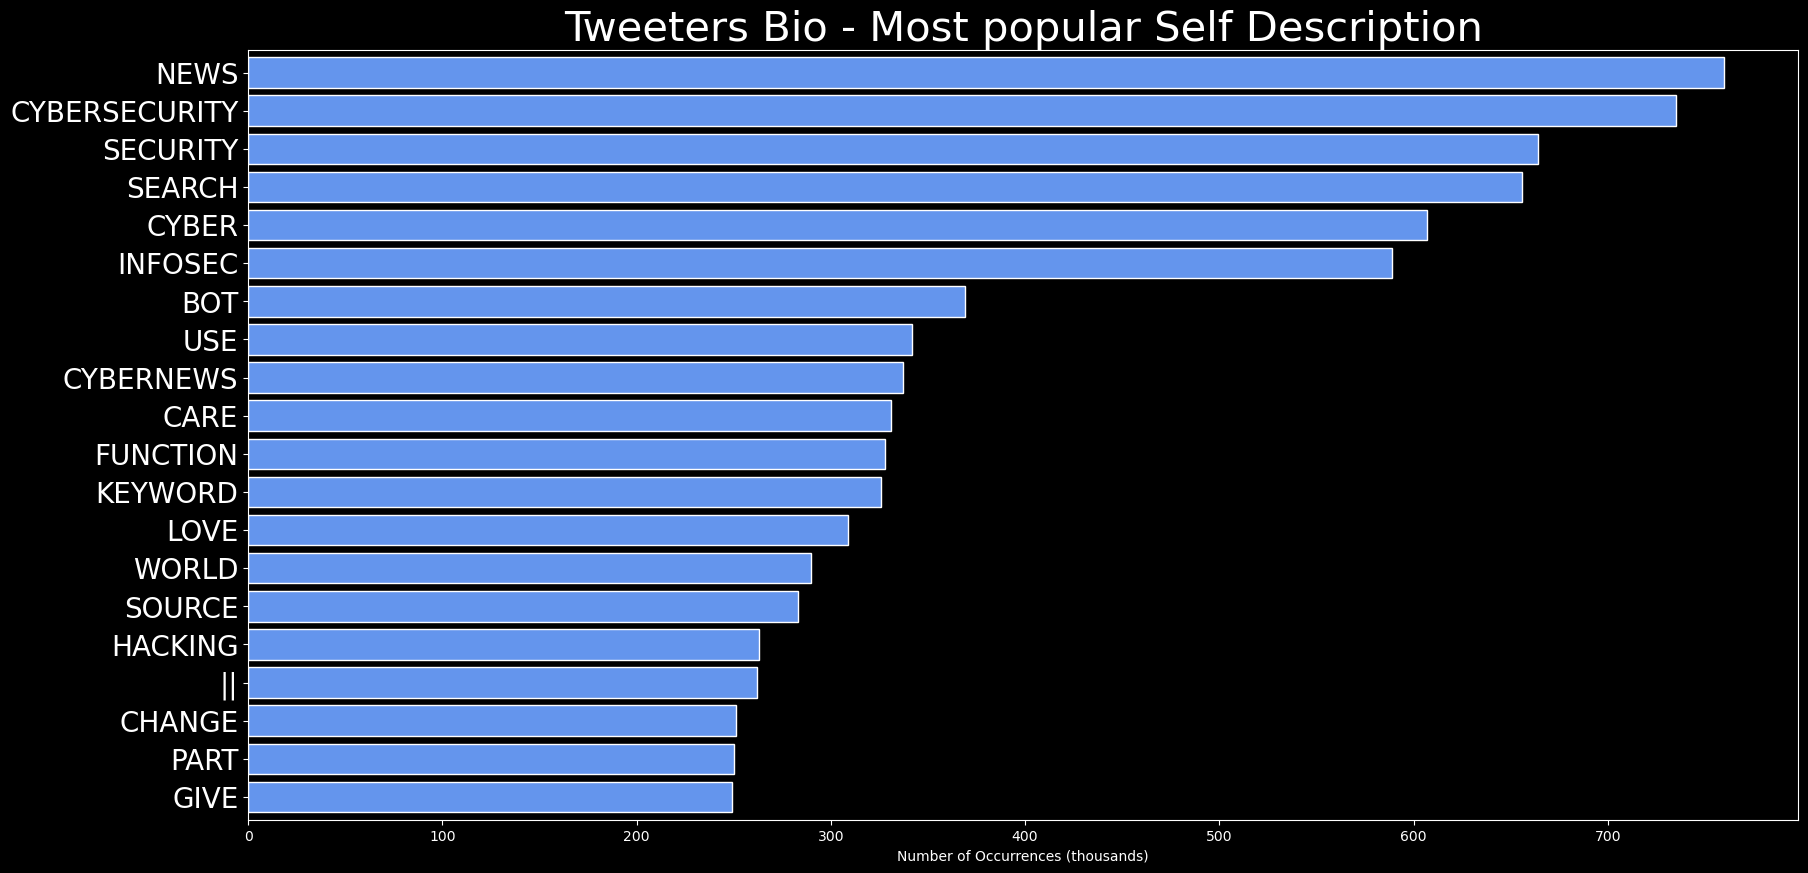 Tweeters Bio - Most popular Self Description
NEWS
CYBERSECURITY
SECURITY
SEARCH
CYBER
INFOSEC
BOT
USE
CYBERNEWS
CARE
FUNCTION
KEYWORD
LOVE
WORLD
SOURCE
HACKING
||
CHANGE
PART
GIVE
0 100 200 300 400 500 600 700
Number of Occurrences (thousands)